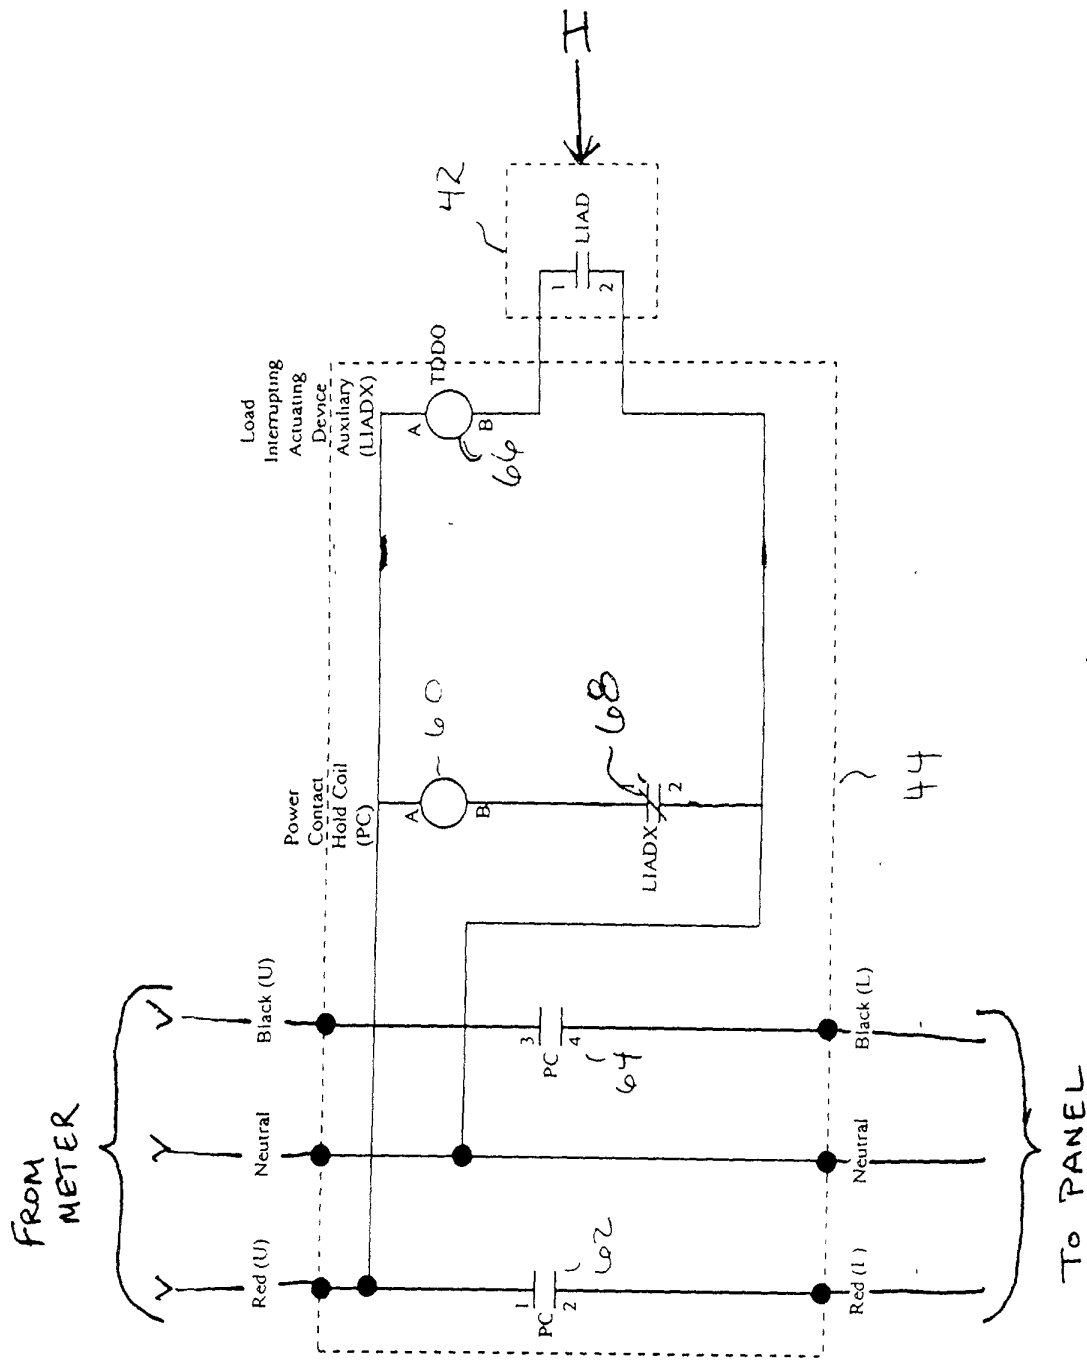 FROM
METER
Red (U)
Neutral
Black (U)
Power
Contact
Hold Coil
(PC)
Load
Interrupting
Actuating
Device
Auxiliary
(LIADX)
A
B
60
A
B
TDDO
66
42
1
2
LIAD
I
1
2
PC
62
3
4
PC
64
LIADX
1
2
68
44
Red (L)
Neutral
Black (L)
TO PANEL